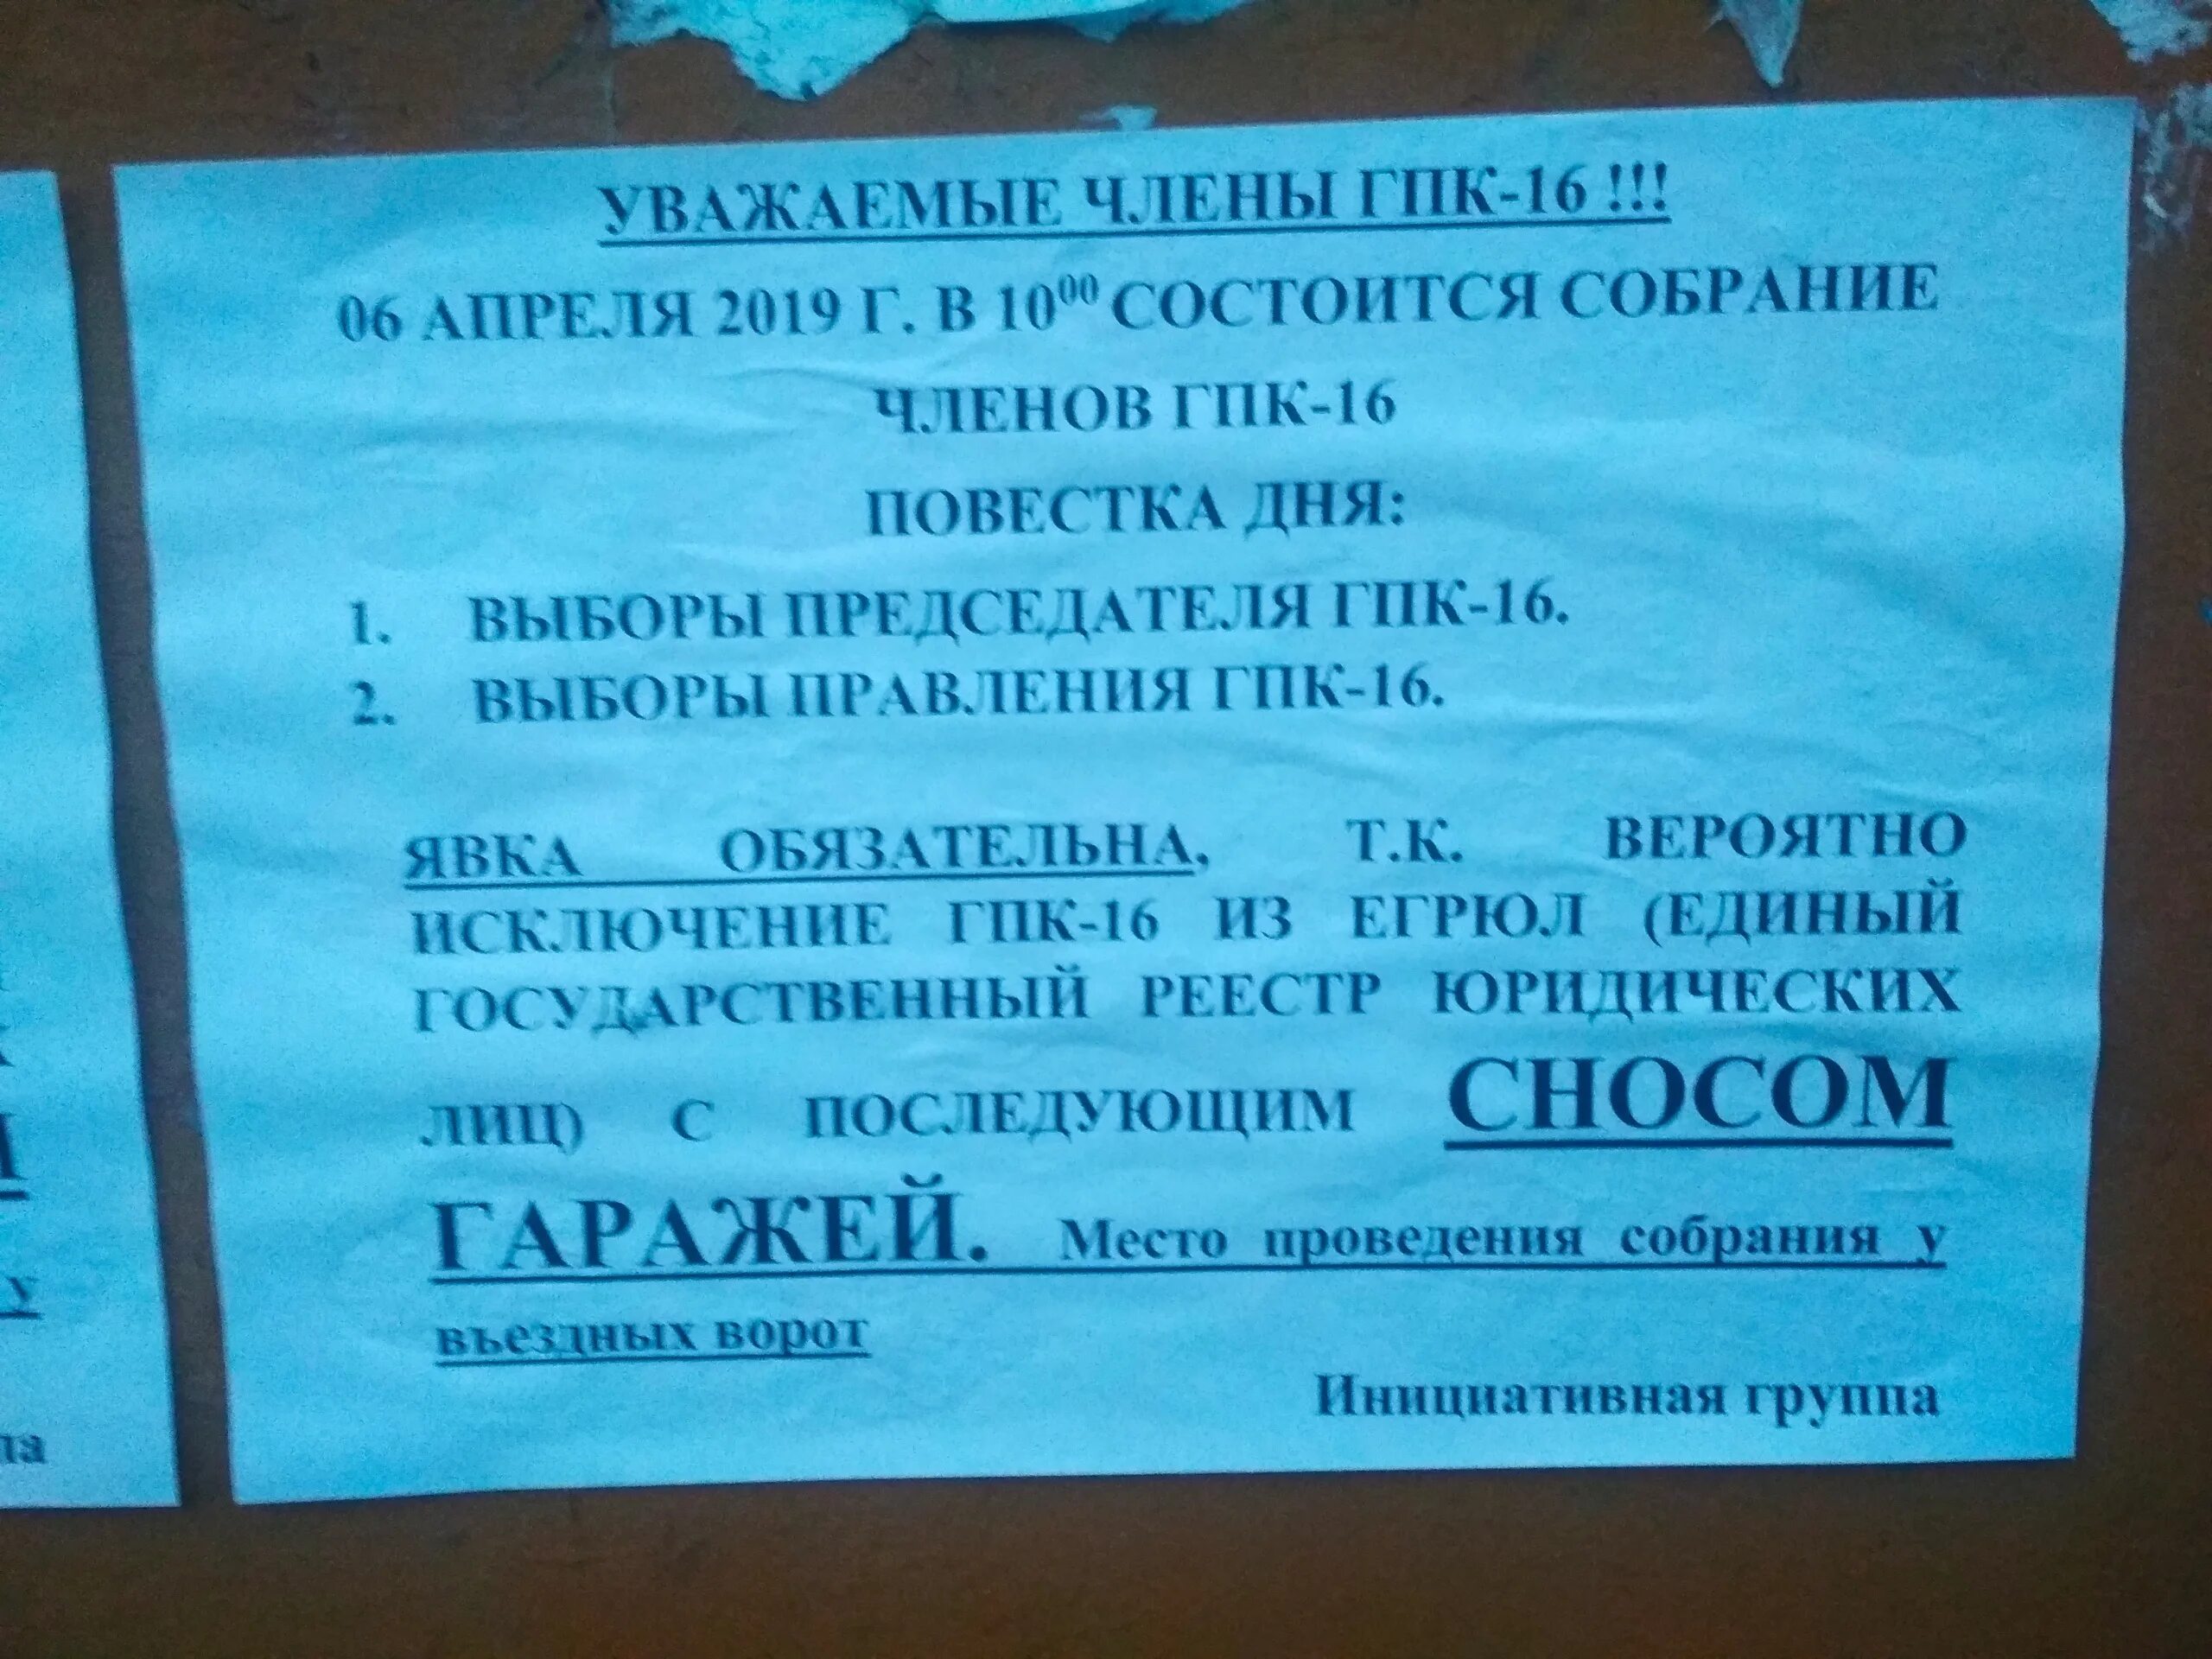 УВАЖАЕМЫЕ ЧЛЕНЫ ГПК-16 !!!
06 АПРЕЛЯ 2019 Г. В 10⁰⁰ СОСТОИТСЯ СОБРАНИЕ
ЧЛЕНОВ ГПК-16
ПОВЕСТКА ДНЯ:
1. ВЫБОРЫ ПРЕДСЕДАТЕЛЯ ГПК-16.
2. ВЫБОРЫ ПРАВЛЕНИЯ ГПК-16.
ЯВКА ОБЯЗАТЕЛЬНА, Т.К. ВЕРОЯТНО
ИСКЛЮЧЕНИЕ ГПК-16 ИЗ ЕГРЮЛ (ЕДИНЫЙ
ГОСУДАРСТВЕННЫЙ РЕЕСТР ЮРИДИЧЕСКИХ
ЛИЦ) С ПОСЛЕДУЮЩИМ СНОСОМ
ГАРАЖЕЙ. Место проведения собрания у
въездных ворот
Инициативная группа